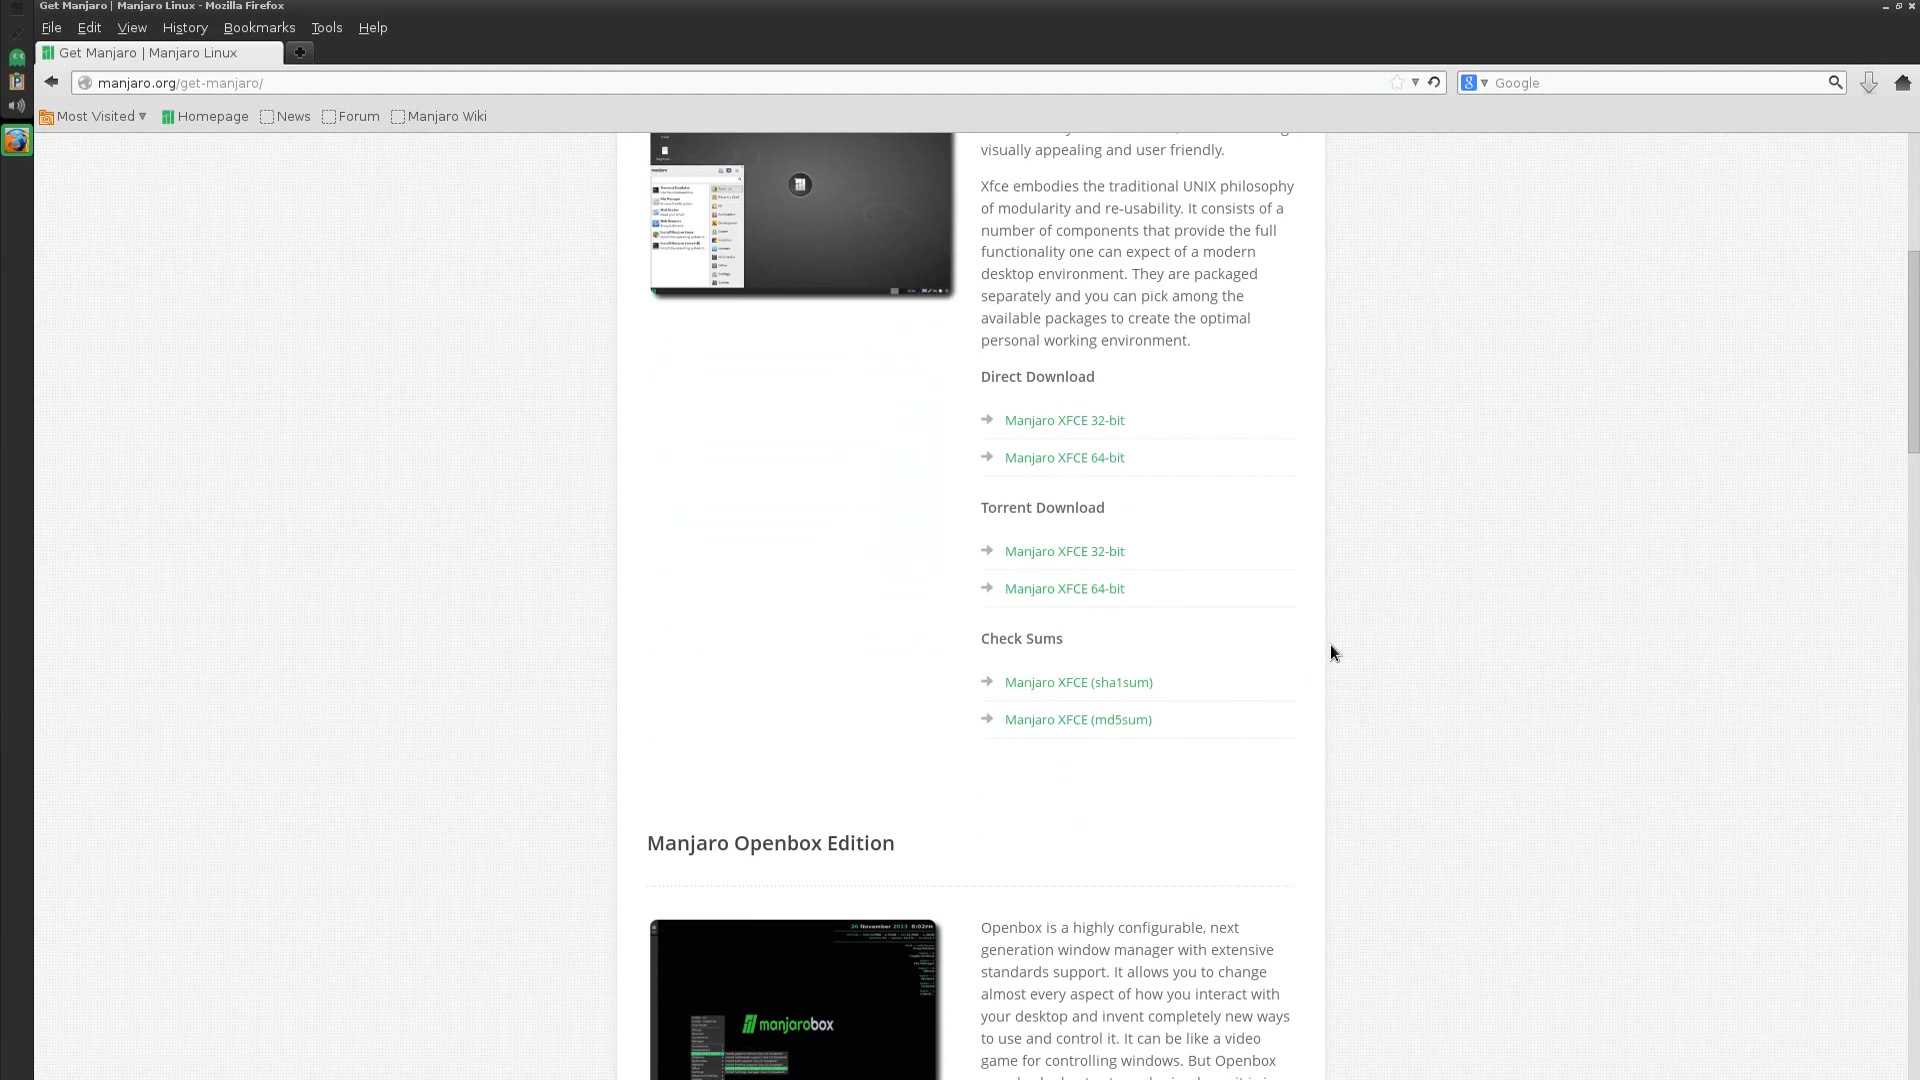 Get Manjaro | Manjaro Linux - Mozilla Firefox
File Edit View History Bookmarks Tools Help
Get Manjaro | Manjaro Linux
manjaro.org/get-manjaro/
Google
Most Visited Homepage News Forum Manjaro Wiki
visually appealing and user friendly.
Xfce embodies the traditional UNIX philosophy
of modularity and re-usability. It consists of a
number of components that provide the full
functionality one can expect of a modern
desktop environment. They are packaged
separately and you can pick among the
available packages to create the optimal
personal working environment.
Direct Download
Manjaro XFCE 32-bit
Manjaro XFCE 64-bit
Torrent Download
Manjaro XFCE 32-bit
Manjaro XFCE 64-bit
Check Sums
Manjaro XFCE (sha1sum)
Manjaro XFCE (md5sum)
Manjaro Openbox Edition
26 November 2013 8:02PM
manjarobox
Openbox is a highly configurable, next
generation window manager with extensive
standards support. It allows you to change
almost every aspect of how you interact with
your desktop and invent completely new ways
to use and control it. It can be like a video
game for controlling windows. But Openbox